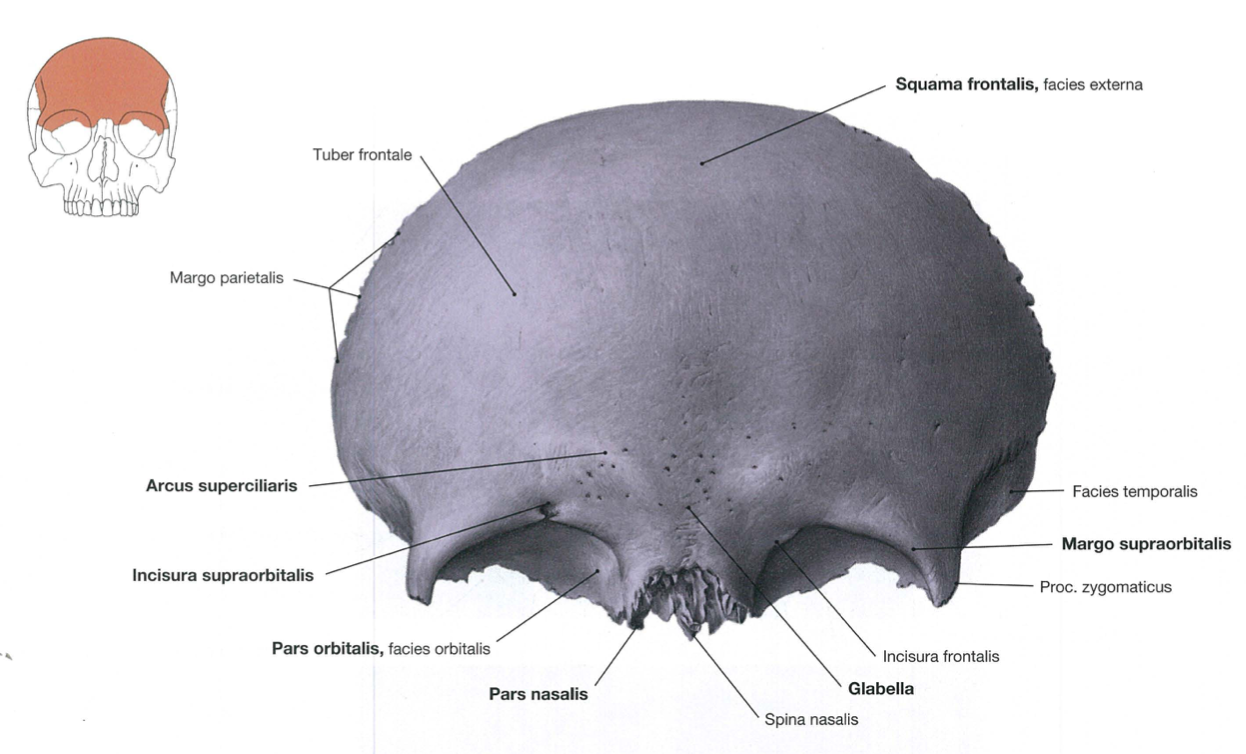 Squama frontalis, facies externa
Tuber frontale
Margo parietalis
Arcus superciliaris
Facies temporalis
Margo supraorbitalis
Incisura supraorbitalis
Proc. zygomaticus
Pars orbitalis, facies orbitalis
Incisura frontalis
Pars nasalis
Glabella
Spina nasalis